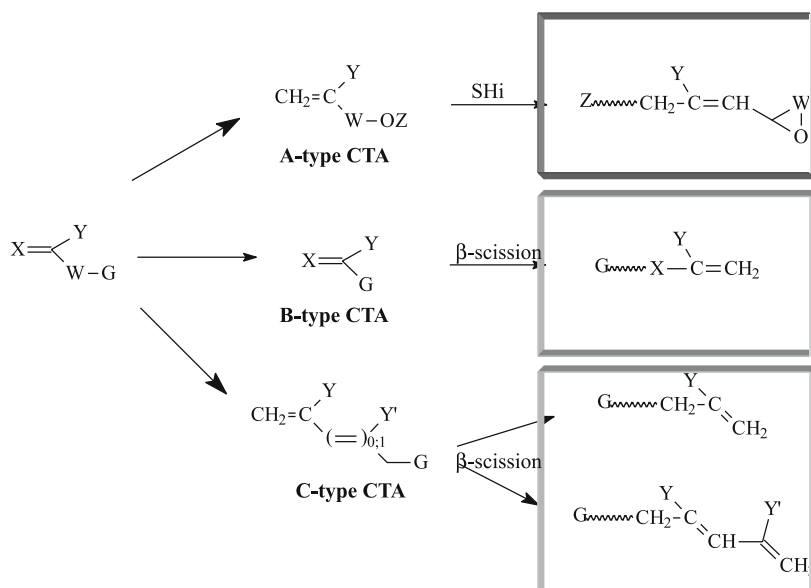 Y
CH2=C
W-OZ
A-type CTA
SHi
Y
Z CH2-C=CH W
O
X Y
W-G
X Y
G
B-type CTA
β-scission
Y
G X-C=CH2
Y
CH2=C Y'
(=)0;1
G
C-type CTA
β-scission
Y
G CH2-C
CH2
Y
G CH2-C Y'
CH
CH